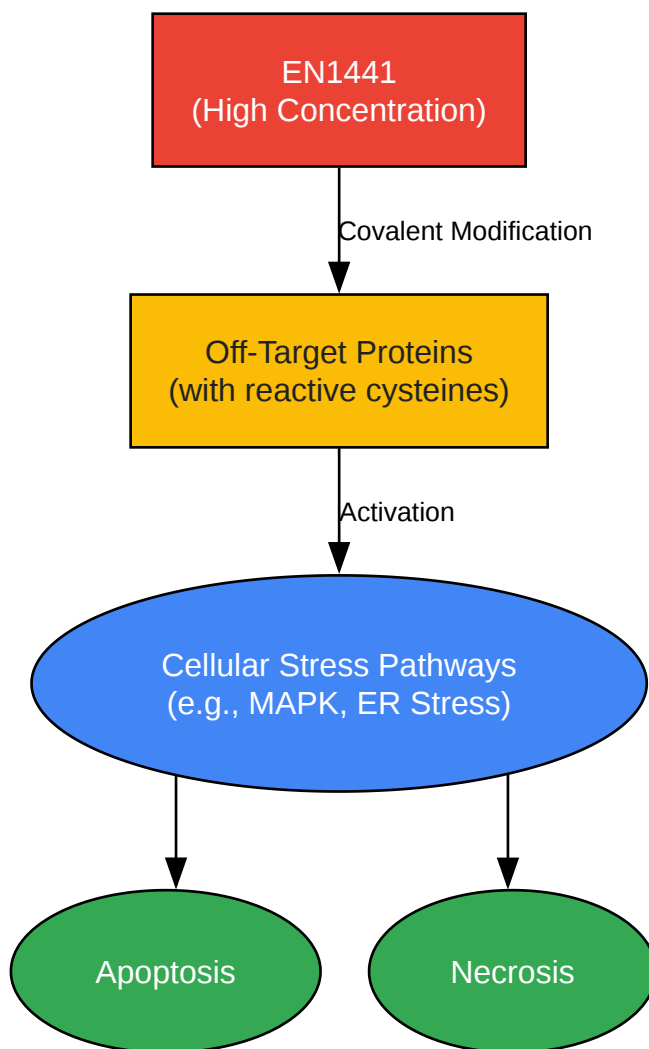 EN1441
(High Concentration)
Covalent Modification
Off-Target Proteins
(with reactive cysteines)
Activation
Cellular Stress Pathways
(e.g., MAPK, ER Stress)
Apoptosis
Necrosis